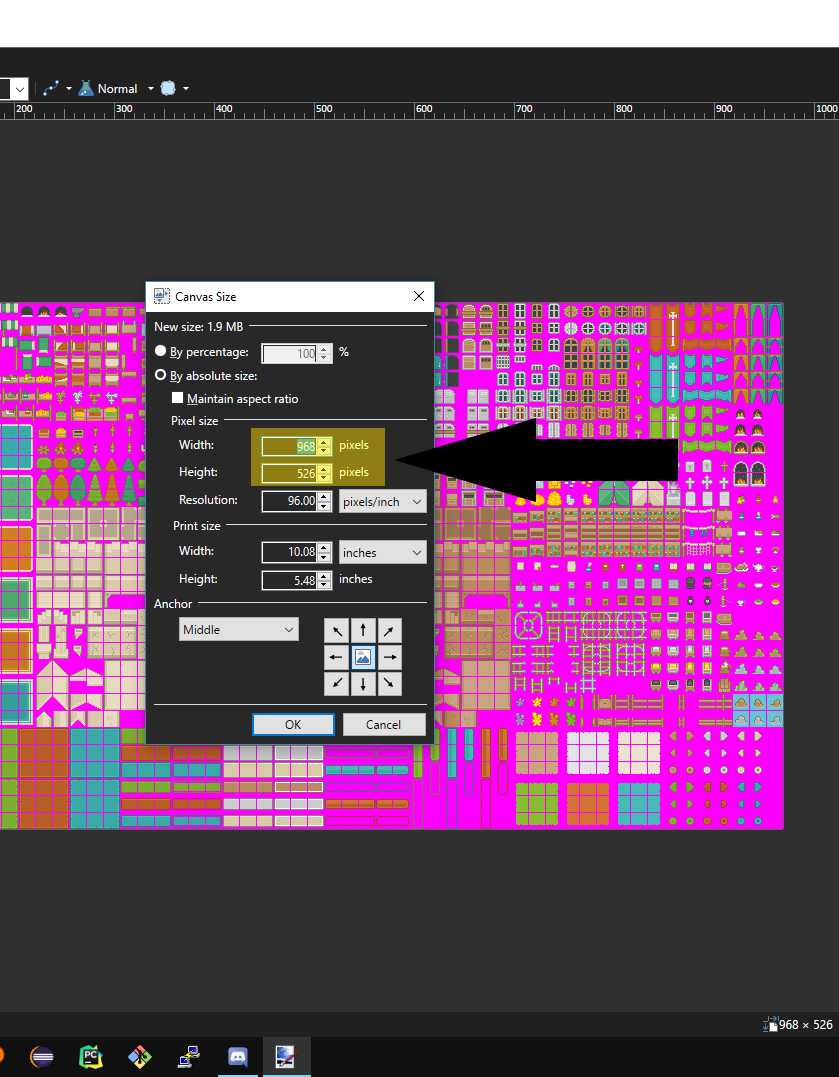 Normal
200 300 400 500 600 700 800 900 1000
Canvas Size
New size: 1.9 MB
By percentage: 100 %
By absolute size:
Maintain aspect ratio
Pixel size
Width: 968 pixels
Height: 526 pixels
Resolution: 96.00 pixels/inch
Print size
Width: 10.08 inches
Height: 5.48 inches
Anchor
Middle
OK Cancel
968 × 526
PC